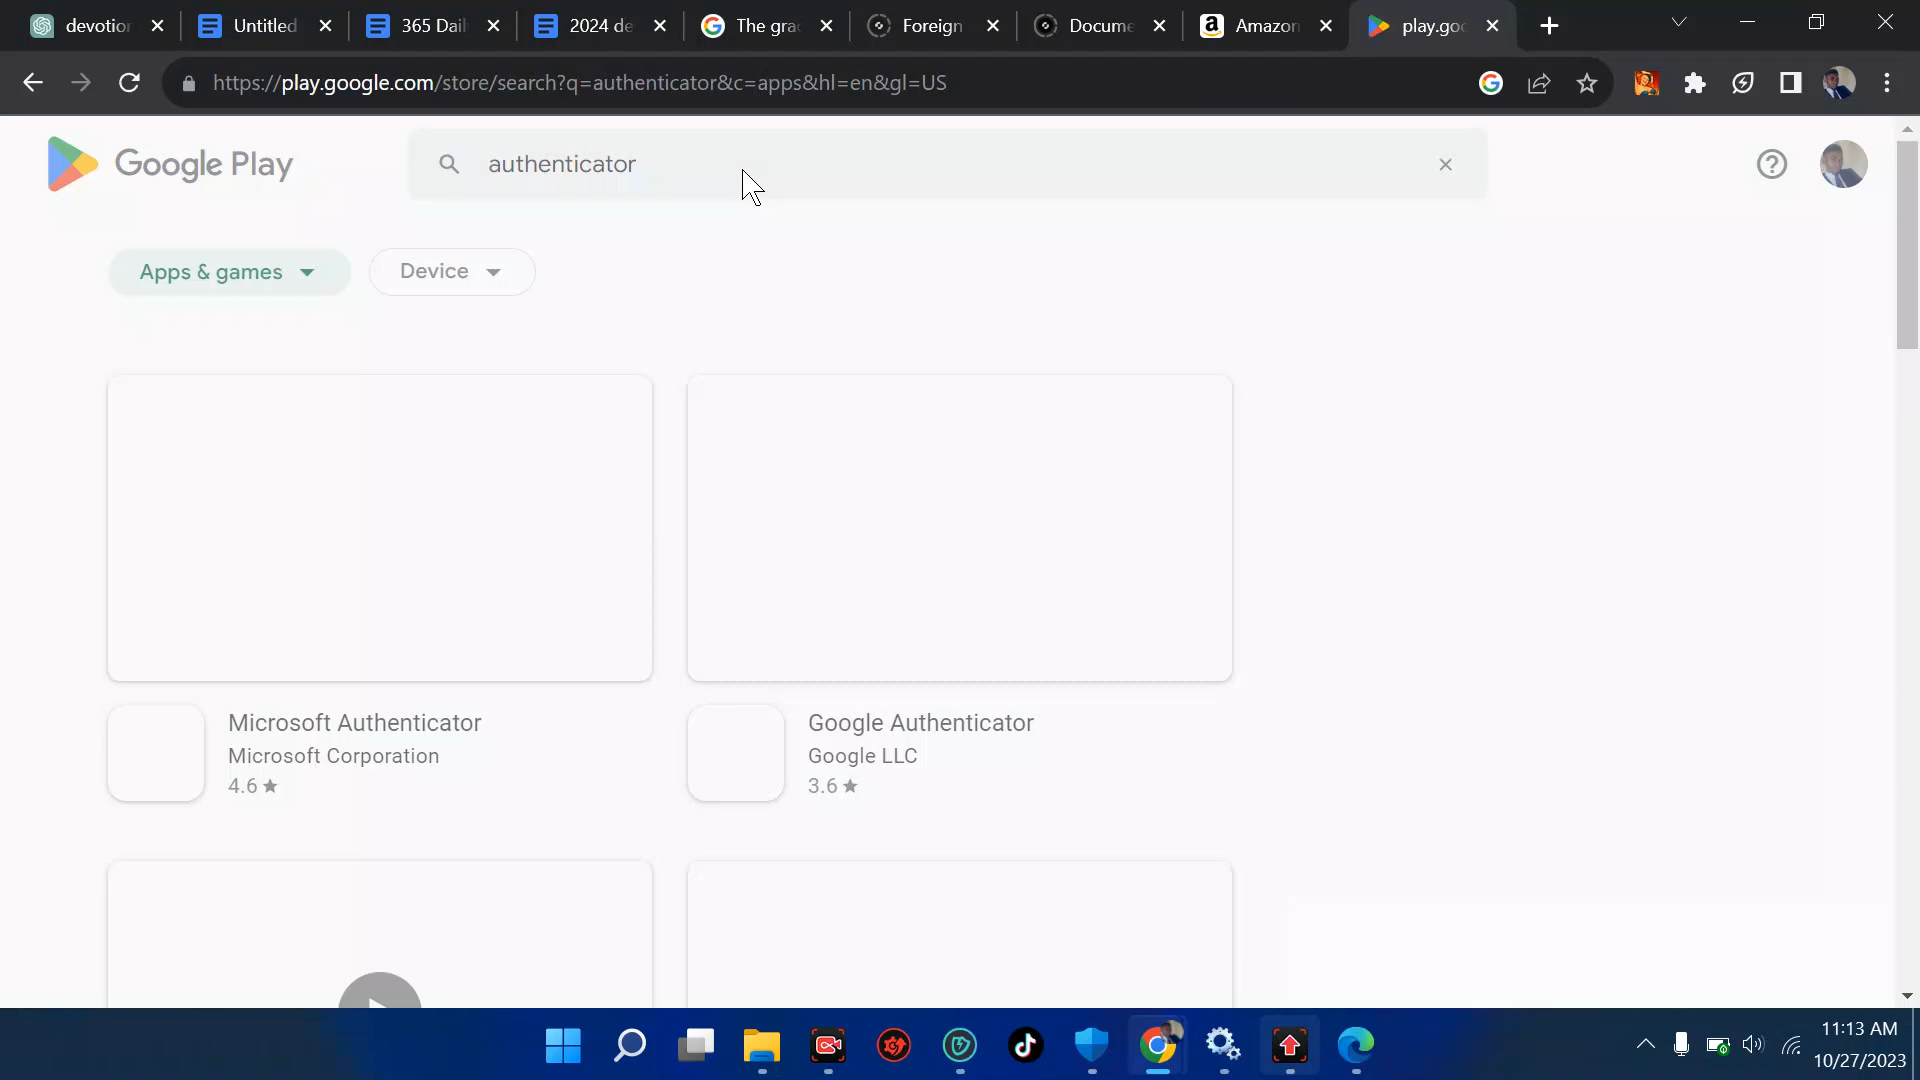 devotion
Untitled
365 Dail
2024 de
The grac
Foreign
Docume
Amazon
play.goo
https://play.google.com/store/search?q=authenticator&c=apps&hl=en&gl=US
Google Play
authenticator
Apps & games
Device
Microsoft Authenticator
Microsoft Corporation
4.6
Google Authenticator
Google LLC
3.6
11:13 AM
10/27/2023